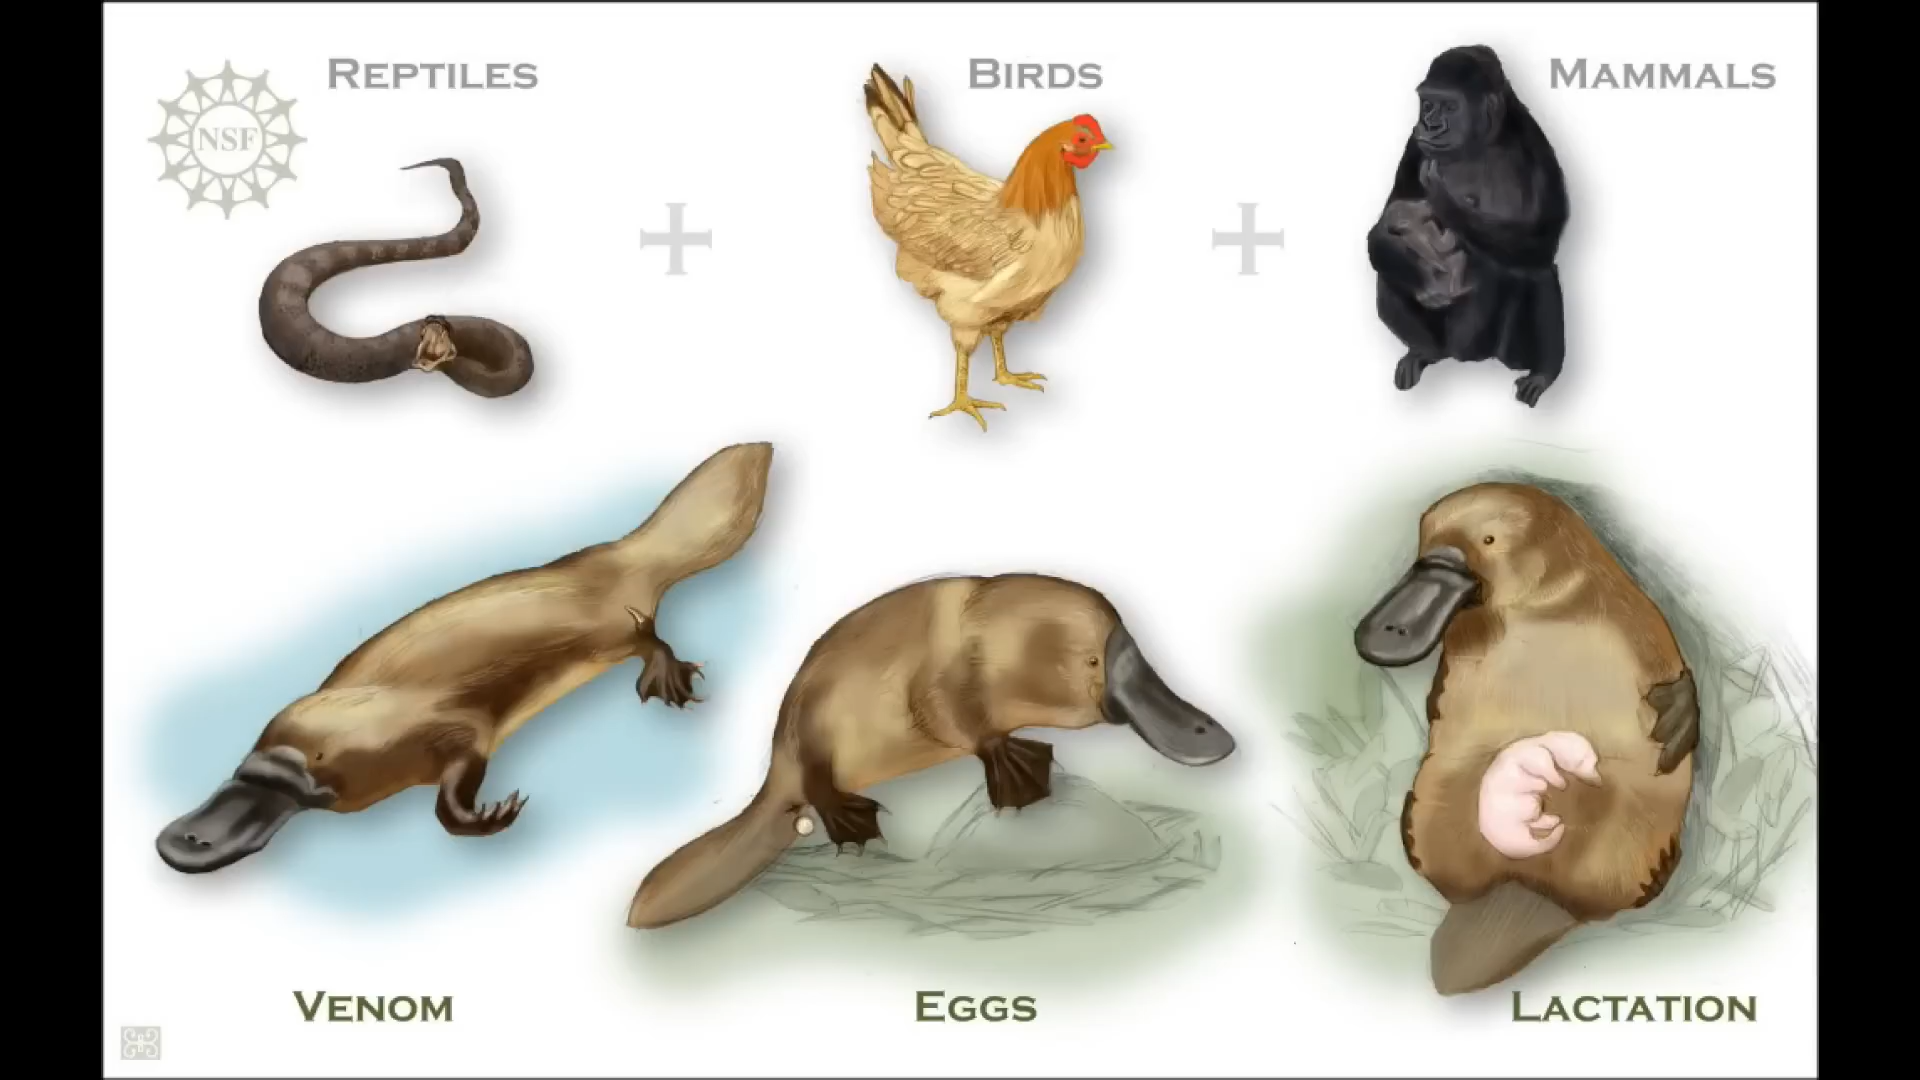 REPTILES
BIRDS
MAMMALS
NSF
VENOM
EGGS
LACTATION